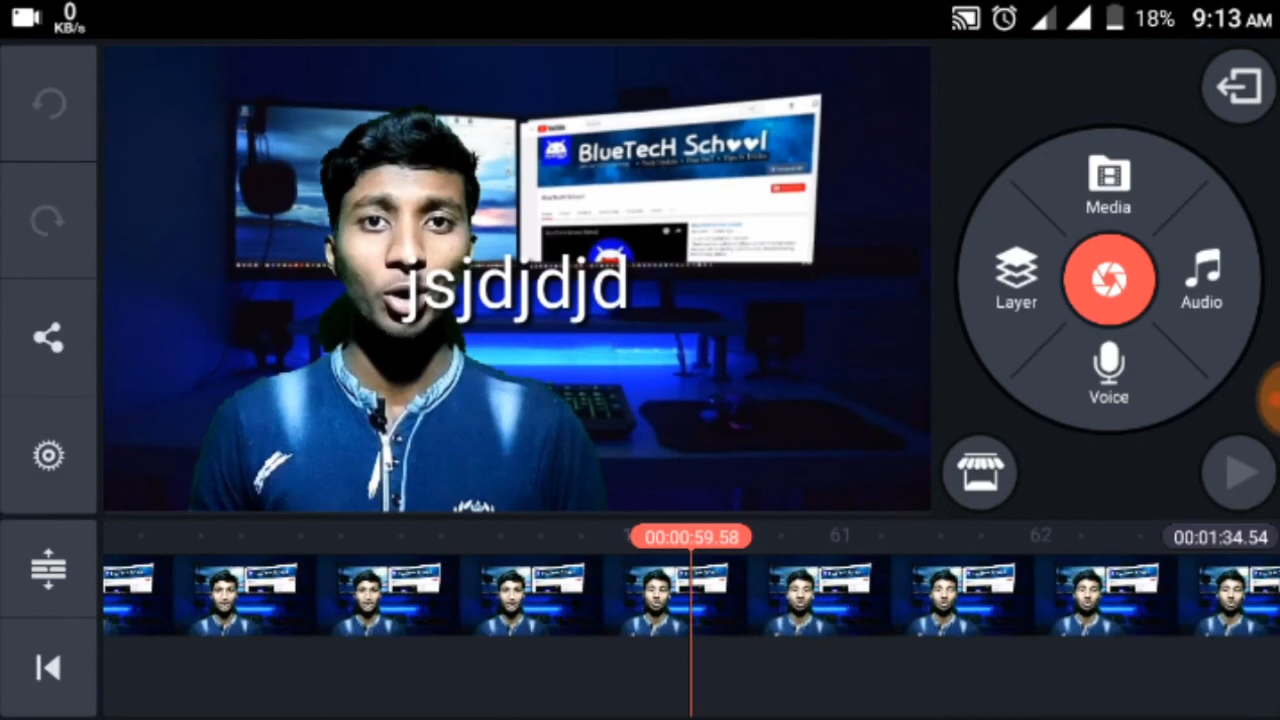 0
KB/s
18% 9:13 AM
BlueTecH Sch♥♥l
jsjdjdjd
Media
Layer
Audio
Voice
00:00:59.58
61
62
00:01:34.54